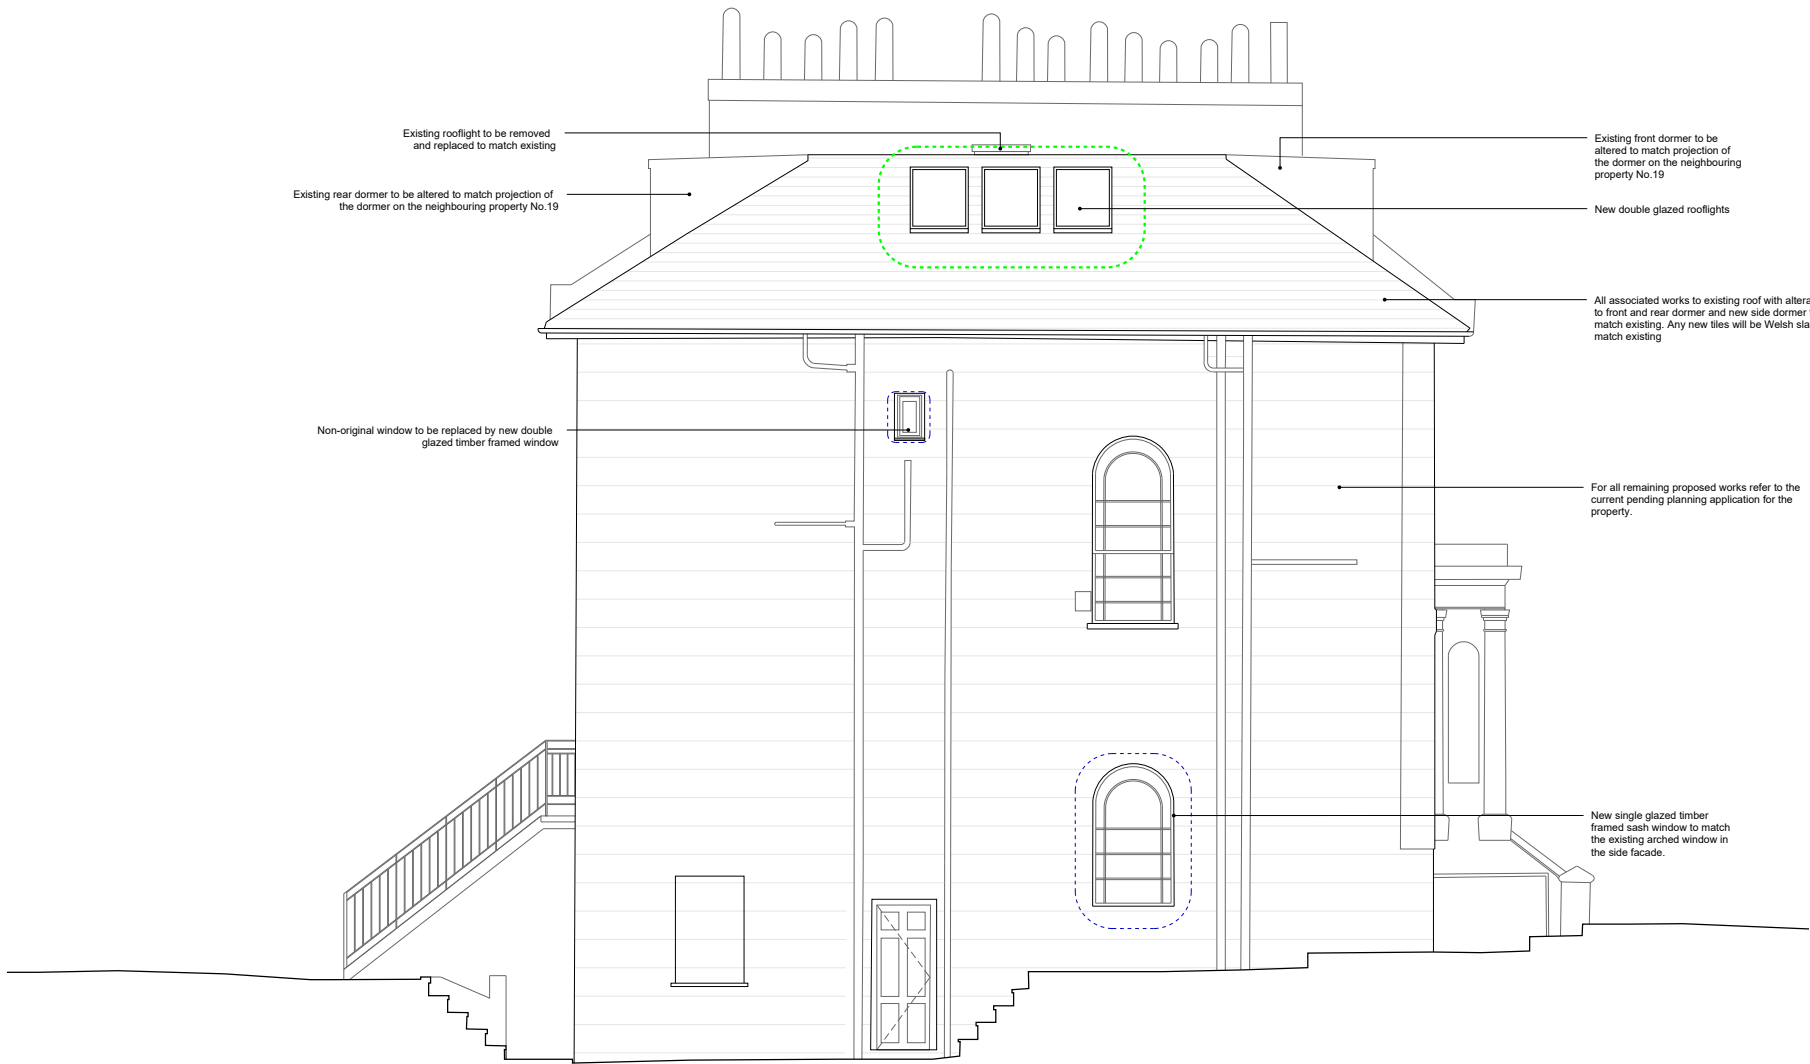 Existing rooflight to be removed
and replaced to match existing
Existing rear dormer to be altered to match projection of
the dormer on the neighbouring property No.19
Non-original window to be replaced by new double
glazed timber framed window
Existing front dormer to be
altered to match projection of
the dormer on the neighbouring
property No.19
New double glazed rooflights
All associated works to existing roof with
to front and rear dormer and new side dormer
match existing. Any new tiles will be Welsh
match existing
For all remaining proposed works refer to the
current pending planning application for the
property.
New single glazed timber
framed sash window to match
the existing arched window in
the side facade.